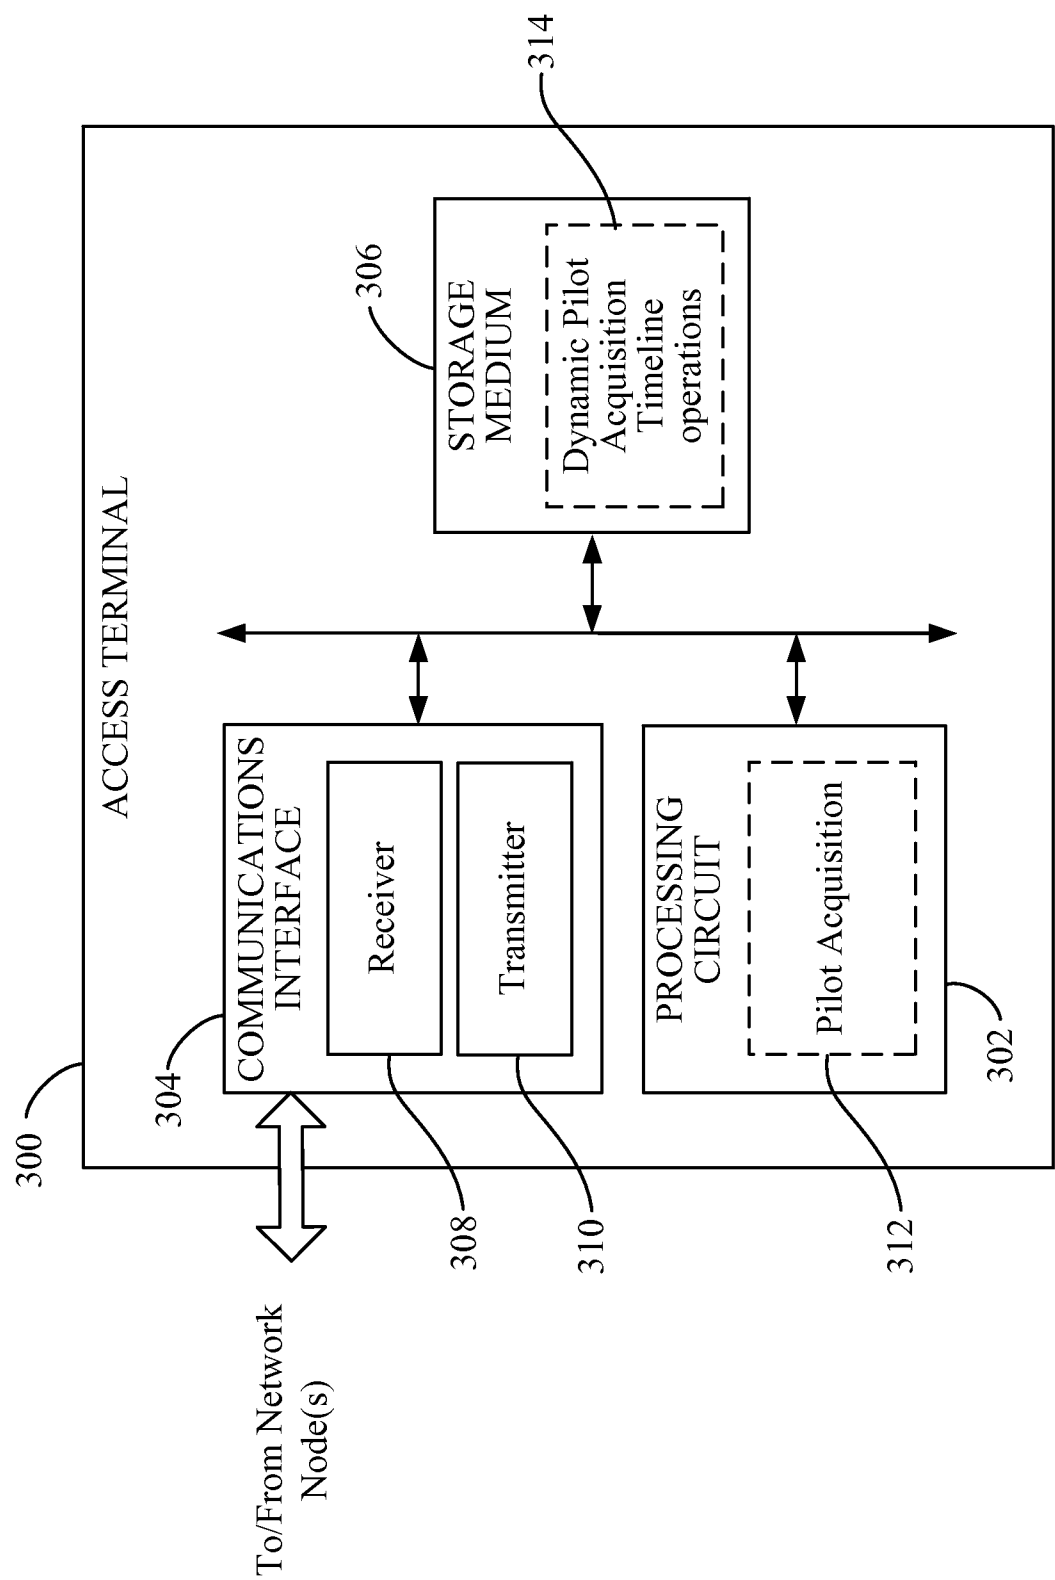 300
ACCESS TERMINAL
304
COMMUNICATIONS
INTERFACE
Receiver
Transmitter
To/From Network
Node(s)
308
310
306
STORAGE
MEDIUM
Dynamic Pilot
Acquisition
Timeline
operations
314
PROCESSING
CIRCUIT
Pilot Acquisition
312
302